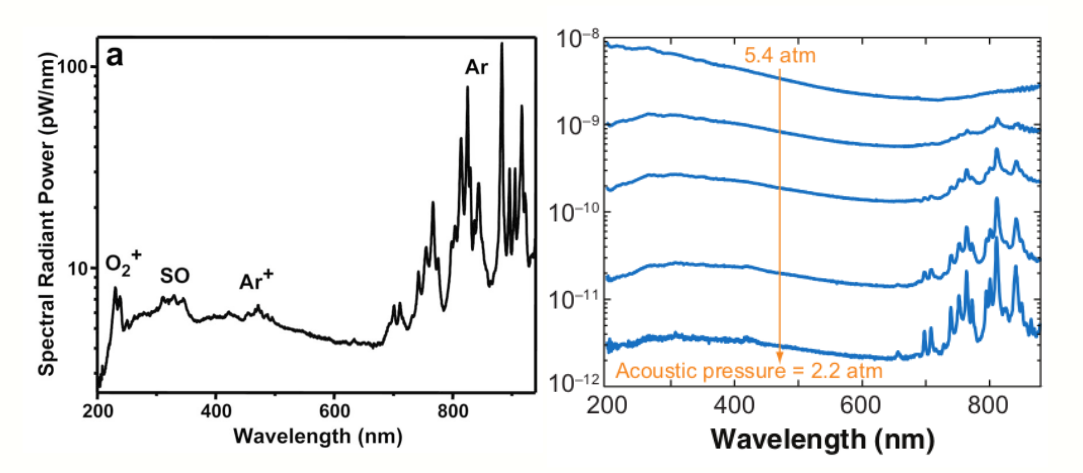 a
Spectral Radiant Power (pW/nm)
100
10
O₂⁺
SO
Ar⁺
Ar
200 400 600 800
Wavelength (nm)
10⁻⁸
10⁻⁹
10⁻¹⁰
10⁻¹¹
10⁻¹²
5.4 atm
Acoustic pressure = 2.2 atm
200 400 600 800
Wavelength (nm)